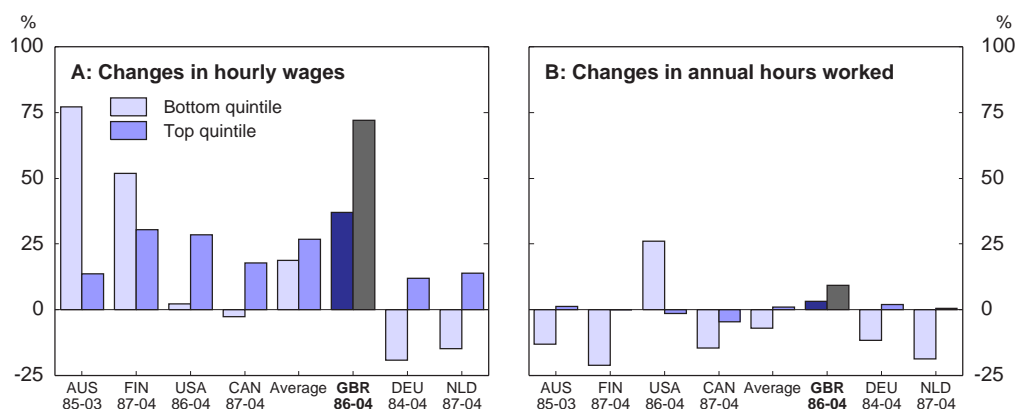 %
100
75
50
25
0
-25
A: Changes in hourly wages
Bottom quintile
Top quintile
AUS FIN USA CAN Average GBR DEU NLD
85-03 87-04 86-04 87-04 86-04 84-04 87-04
%
100
75
50
25
0
-25
B: Changes in annual hours worked
AUS FIN USA CAN Average GBR DEU NLD
85-03 87-04 86-04 87-04 86-04 84-04 87-04